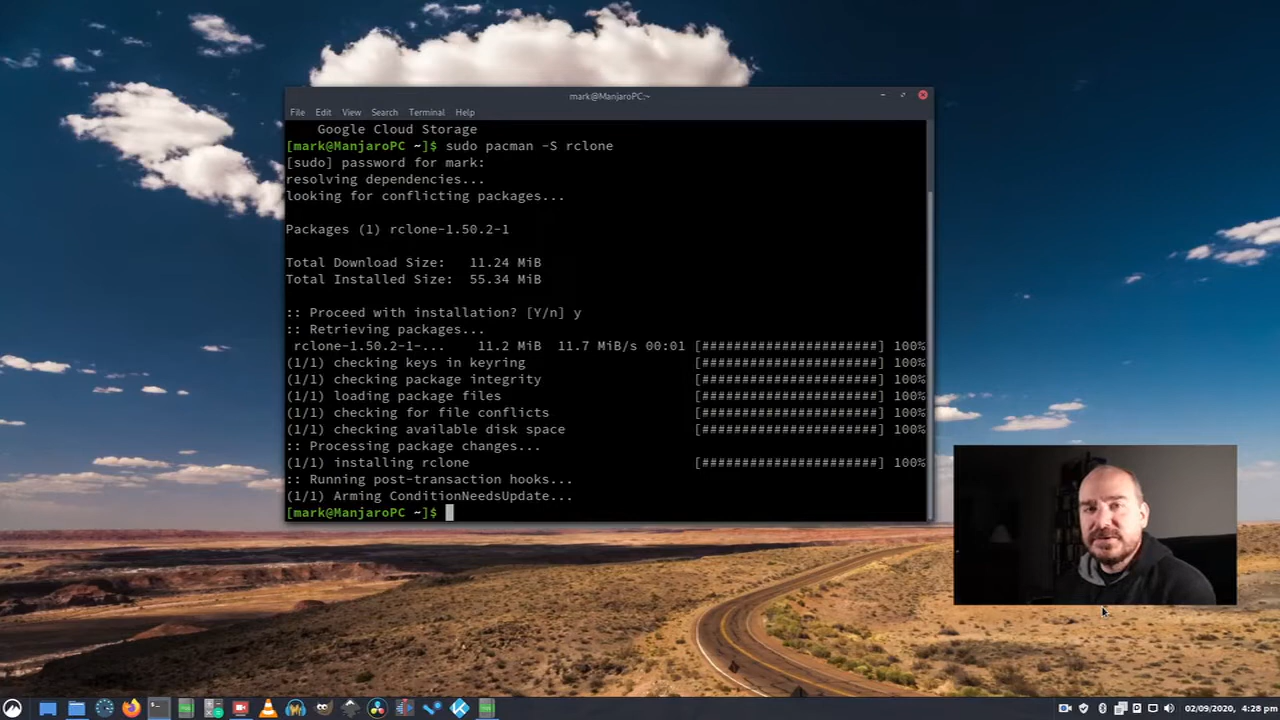 mark@ManjaroPC:~
File Edit View Search Terminal Help
Google Cloud Storage
[mark@ManjaroPC ~]$ sudo pacman -S rclone
[sudo] password for mark:
resolving dependencies...
looking for conflicting packages...
Packages (1) rclone-1.50.2-1
Total Download Size: 11.24 MiB
Total Installed Size: 55.34 MiB
:: Proceed with installation? [Y/n] y
:: Retrieving packages...
rclone-1.50.2-1-... 11.2 MiB 11.7 MiB/s 00:01 [######################] 100%
(1/1) checking keys in keyring [######################] 100%
(1/1) checking package integrity [######################] 100%
(1/1) loading package files [######################] 100%
(1/1) checking for file conflicts [######################] 100%
(1/1) checking available disk space [######################] 100%
:: Processing package changes...
(1/1) installing rclone [######################] 100%
:: Running post-transaction hooks...
(1/1) Arming ConditionNeedsUpdate...
[mark@ManjaroPC ~]$
02/09/2020, 4:28 pm